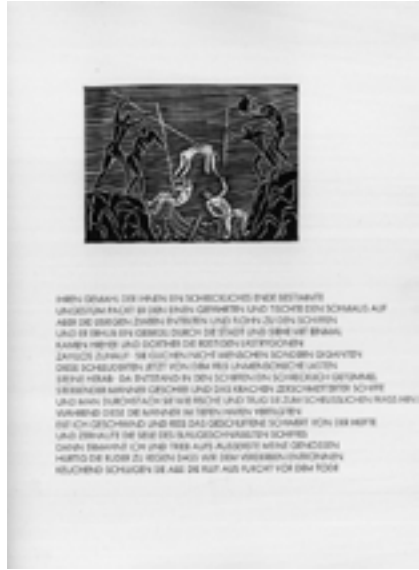 IHREN GEMAHL DER IHNEN EIN SCHRECKLICHES ENDE BESTIMMTE
UNGESTÜM PACKT ER DEN EINEN GEFÄHRTEN UND TISCHTE DEN SCHMAUS AUF
ABER DIE ÜBRIGEN ZWEEN ENTEILTEN UND FLOHN ZU DEN SCHIFFEN
UND ER ERHUB EIN GEBRÜLL DURCH DIE STADT UND SIEHE MIT EINMAL
KAMEN HIEHER UND DORTHER DIE RÜSTIGEN LÄSTRYGONEN
ZAHLLOS ZUHAUF SIE GLICHEN NICHT MENSCHEN SONDERN GIGANTEN
DIESE SCHLEUDERTEN JETZT VON DEM FELS UNMENSCHLICHE LASTEN
STEINE HERAB DA ENTSTAND IN DEN SCHIFFEN EIN SCHRECKLICH GETÜMMEL
STERBENDER MÄNNER GESCHREI UND DAS KRACHEN ZERSCHMETTERTER SCHIFFE
UND MAN DURCHSTACH SIE WIE FISCHE UND TRUG SIE ZUM SCHEUSSLICHEN FRASS HIN
WÄHREND DIESE DIE MÄNNER IM TIEFEN HAFEN VERTILGTEN
EILT ICH GESCHWIND UND RISS DAS GESCHLIFFENE SCHWERT VON DER HÜFTE
UND ZERHAUTE DIE SEILE DES BLAUGESCHNÄBELTEN SCHIFFES
DANN ERMAHNT ICH UND TRIEB AUFS ÄUSSERSTE MEINE GENOSSEN
HURTIG DIE RUDER ZU REGEN DASS WIR DEM VERDERBEN ENTRÖNNEN
KEUCHEND SCHLUGEN SIE ALLE DIE FLUT AUS FURCHT VOR DEM TODE